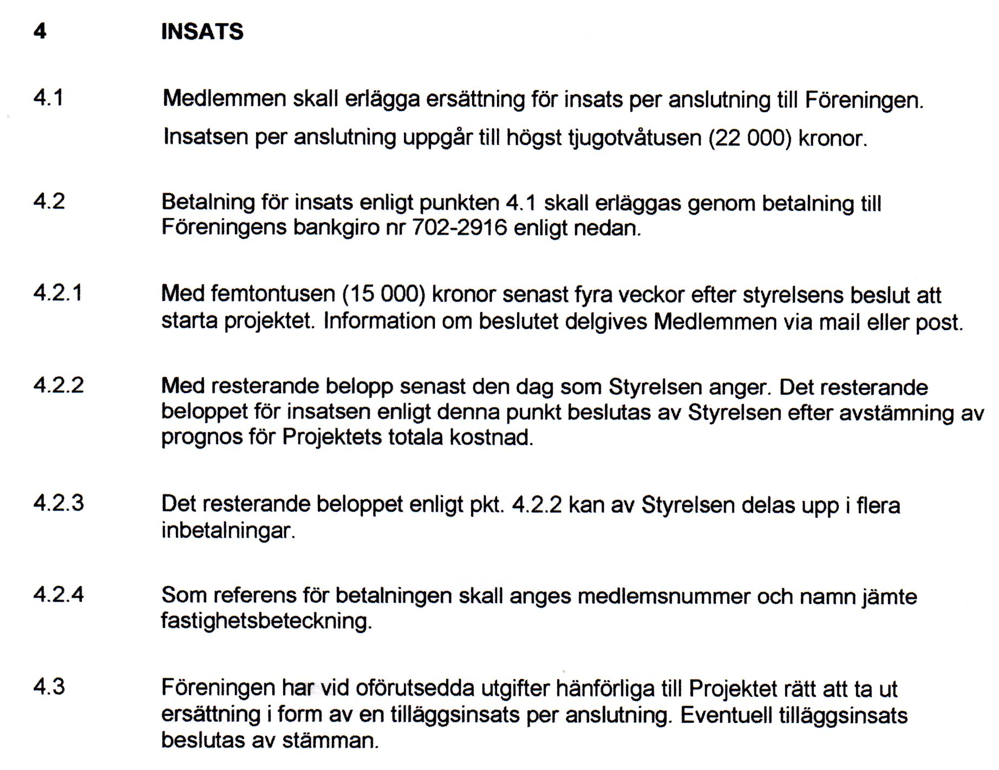 4 INSATS
4.1 Medlemmen skall erlägga ersättning för insats per anslutning till Föreningen.
Insatsen per anslutning uppgår till högst tjugotvåtusen (22 000) kronor.
4.2 Betalning för insats enligt punkten 4.1 skall erläggas genom betalning till
Föreningens bankgiro nr 702-2916 enligt nedan.
4.2.1 Med femtontusen (15 000) kronor senast fyra veckor efter styrelsens beslut att
starta projektet. Information om beslutet delgives Medlemmen via mail eller post.
4.2.2 Med resterande belopp senast den dag som Styrelsen anger. Det resterande
beloppet för insatsen enligt denna punkt beslutas av Styrelsen efter avstämning av
prognos för Projektets totala kostnad.
4.2.3 Det resterande beloppet enligt pkt. 4.2.2 kan av Styrelsen delas upp i flera
inbetalningar.
4.2.4 Som referens för betalningen skall anges medlemsnummer och namn jämte
fastighetsbeteckning.
4.3 Föreningen har vid oförutsedda utgifter hänförliga till Projektet rätt att ta ut
ersättning i form av en tilläggsinsats per anslutning. Eventuell tilläggsinsats
beslutas av stämman.